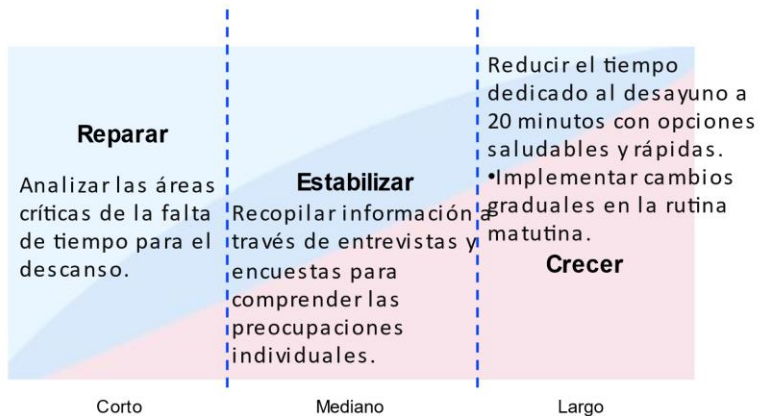 Reparar
Analizar las áreas
críticas de la falta
de tiempo para el
descanso.
Estabilizar
Recopilar información a
través de entrevistas y
encuestas para
comprender las
preocupaciones
individuales.
Reducir el tiempo
dedicado al desayuno a
20 minutos con opciones
saludables y rápidas.
•Implementar cambios
graduales en la rutina
matutina.
Crecer
Corto
Mediano
Largo